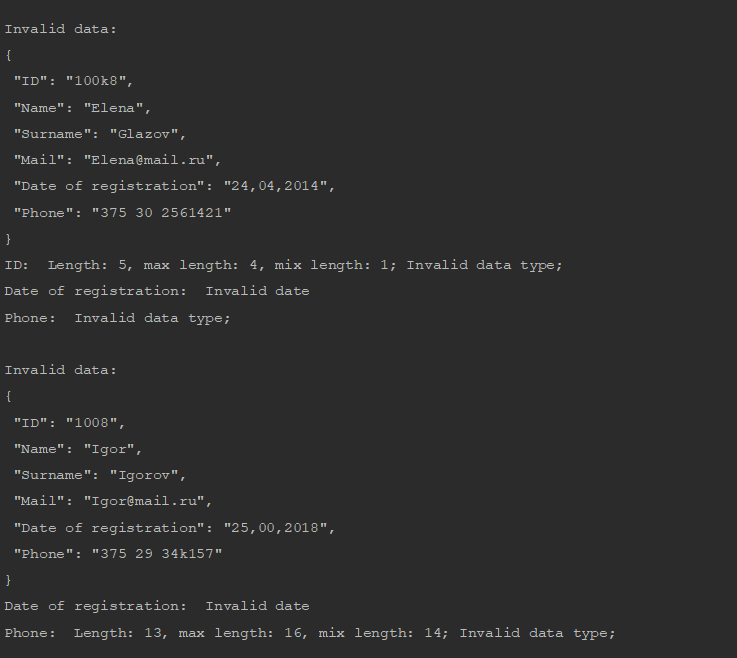 Invalid data:
{
 "ID": "100k8",
 "Name": "Elena",
 "Surname": "Glazov",
 "Mail": "Elena@mail.ru",
 "Date of registration": "24,04,2014",
 "Phone": "375 30 2561421"
}
ID:  Length: 5, max length: 4, mix length: 1; Invalid data type;
Date of registration:  Invalid date
Phone:  Invalid data type;

Invalid data:
{
 "ID": "1008",
 "Name": "Igor",
 "Surname": "Igorov",
 "Mail": "Igor@mail.ru",
 "Date of registration": "25,00,2018",
 "Phone": "375 29 34k157"
}
Date of registration:  Invalid date
Phone:  Length: 13, max length: 16, mix length: 14; Invalid data type;